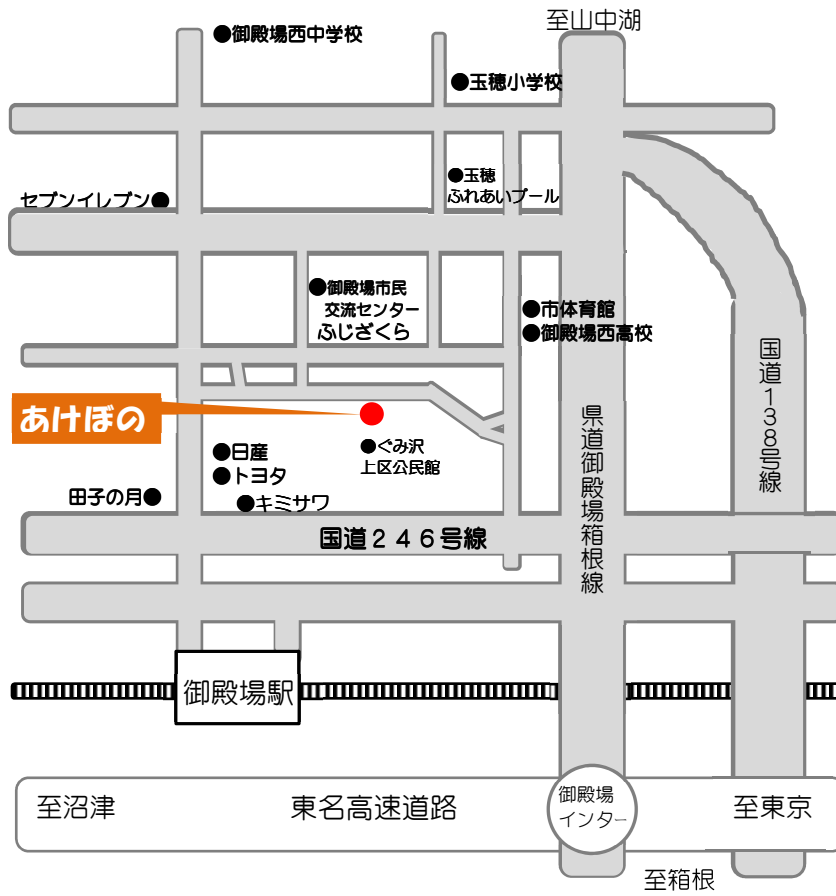 至山中湖
●御殿場西中学校
●玉穂小学校
●玉穂
ふれあいプール
セブンイレブン●
●御殿場市民
交流センター
ふじざくら
●市体育館
●御殿場西高校
国道138号線
あけぼの
県道御殿場箱根線
●日産
●トヨタ
●キミサワ
●ぐみ沢
上区公民館
田子の月●
国道246号線
御殿場駅
至沼津
東名高速道路
御殿場
インター
至東京
至箱根